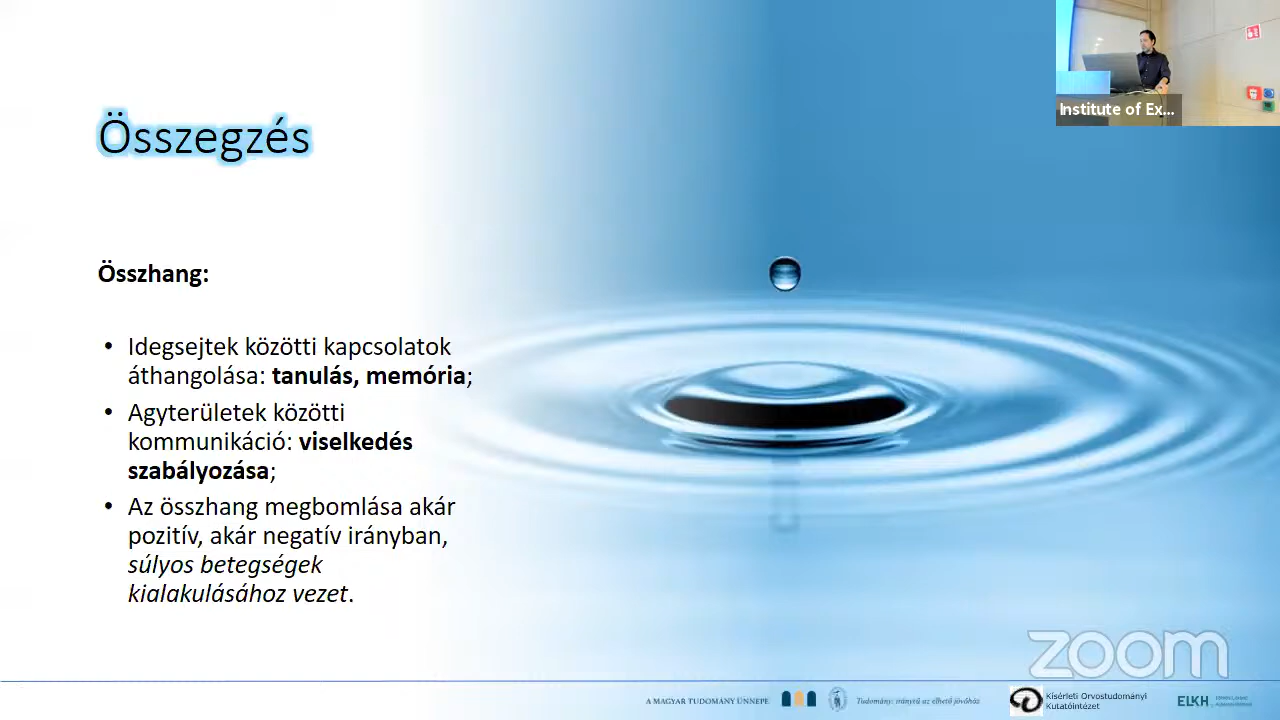 Institute of Ex...
Összegzés
Összhang:
• Idegsejtek közötti kapcsolatok
áthangolása: tanulás, memória;
• Agyterületek közötti
kommunikáció: viselkedés
szabályozása;
• Az összhang megbomlása akár
pozitív, akár negatív irányban,
súlyos betegségek
kialakulásához vezet.
zoom
A MAGYAR TUDOMÁNY ÜNNEPE
Tudomány: iránytű az élhető jövőhöz
Kísérleti Orvostudományi
Kutatóintézet
ELKH